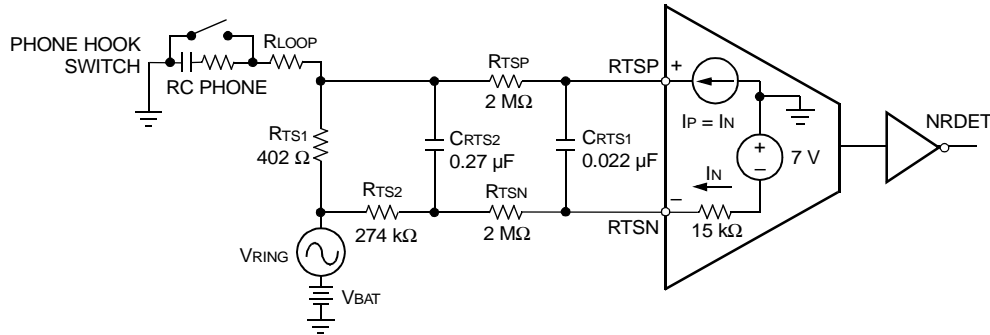 PHONE HOOK
SWITCH
RC PHONE
RLOOP
RTSP
2 MΩ
RTSP
+
IP = IN
NRDET
RTS1
402 Ω
CRTS2
0.27 µF
CRTS1
0.022 µF
+
−
7 V
IN
RTS2
274 kΩ
RTSN
2 MΩ
−
RTSN
15 kΩ
VRING
VBAT